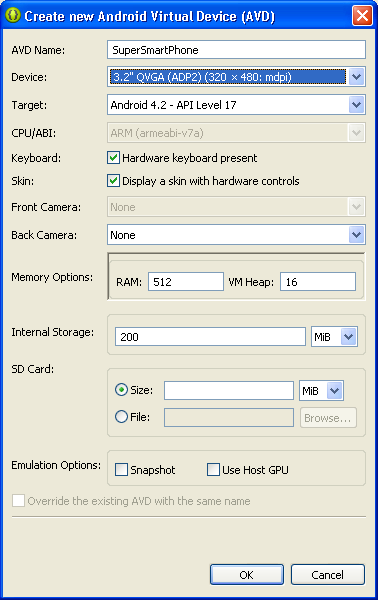 Create new Android Virtual Device (AVD)
AVD Name: SuperSmartPhone
Device: 3.2" QVGA (ADP2) (320 × 480: mdpi)
Target: Android 4.2 - API Level 17
CPU/ABI: ARM (armeabi-v7a)
Keyboard: Hardware keyboard present
Skin: Display a skin with hardware controls
Front Camera: None
Back Camera: None
Memory Options: RAM: 512 VM Heap: 16
Internal Storage: 200 MiB
SD Card:
Size: MiB
File: Browse...
Emulation Options: Snapshot Use Host GPU
Override the existing AVD with the same name
OK Cancel